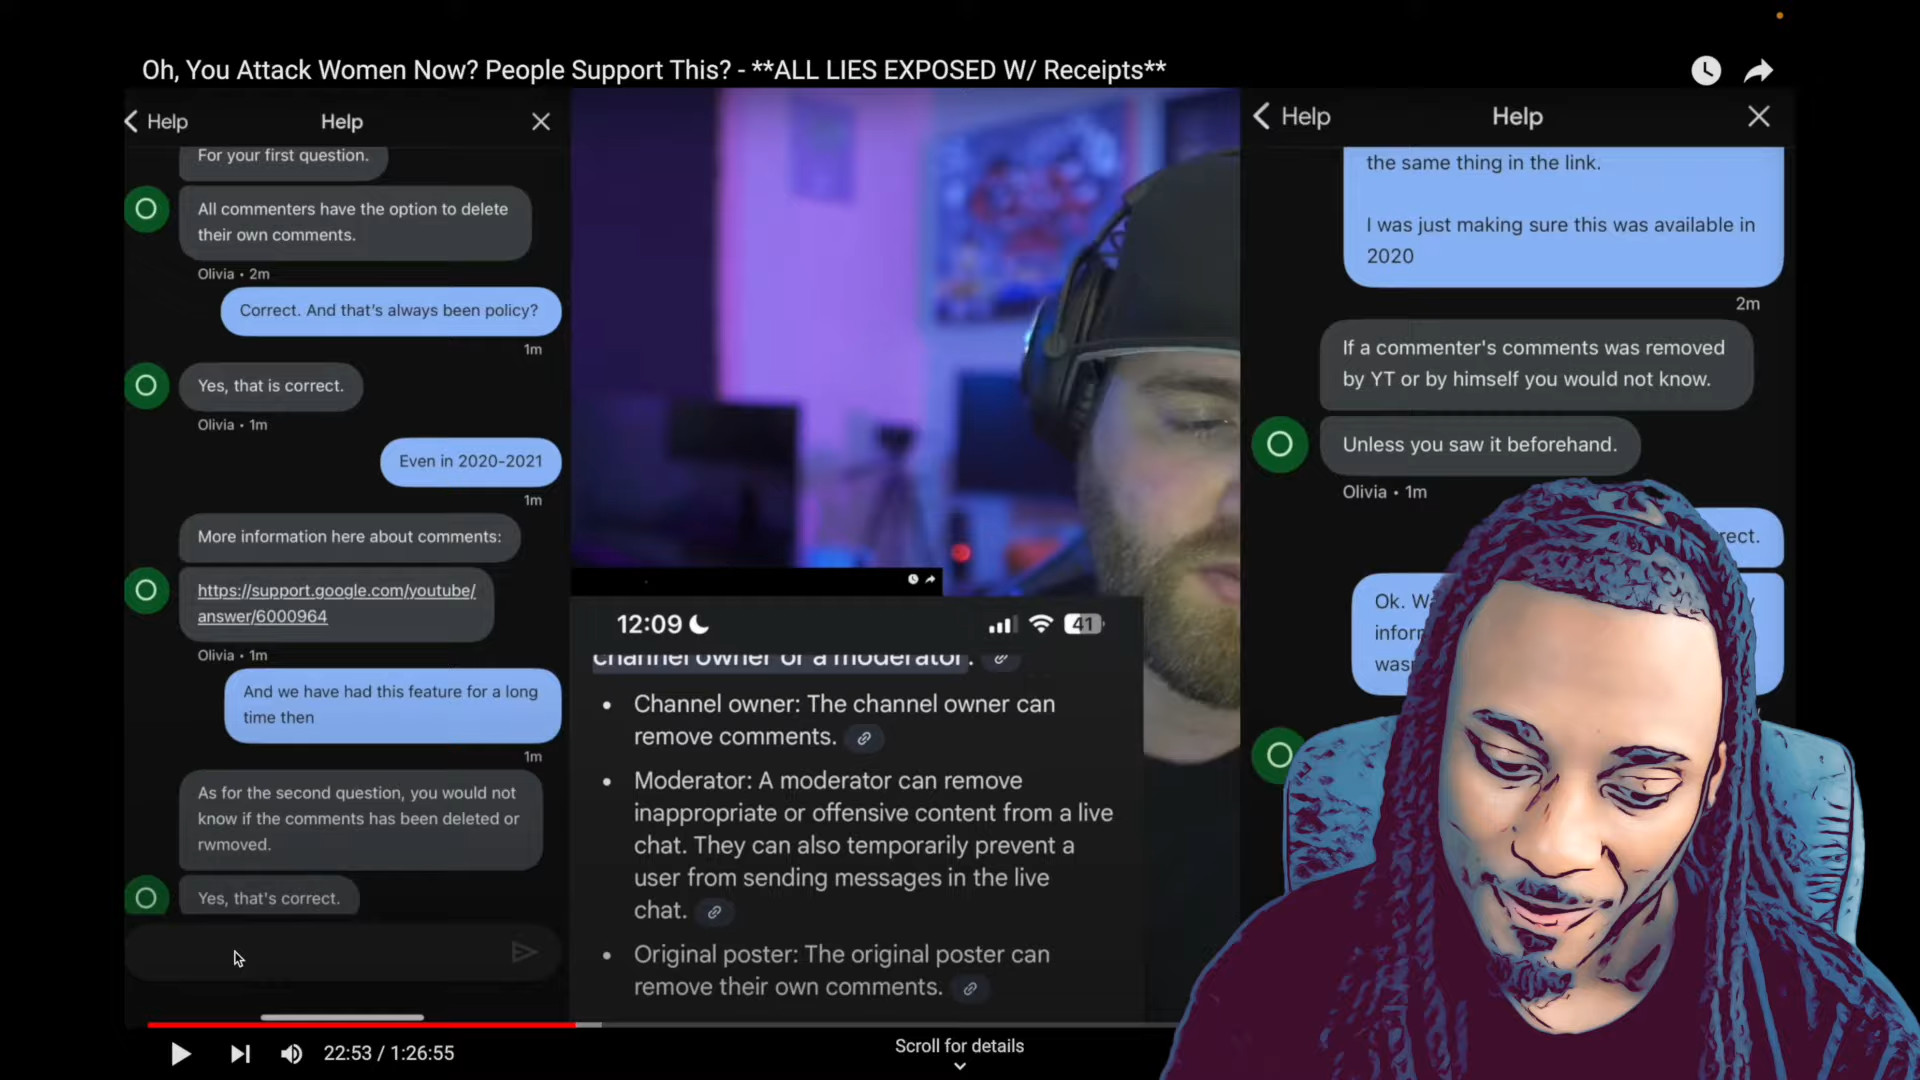 Oh, You Attack Women Now? People Support This? - **ALL LIES EXPOSED W/ Receipts**
Help
Help
For your first question.
All commenters have the option to delete
their own comments.
Olivia • 2m
Correct. And that's always been policy?
1m
Yes, that is correct.
Olivia • 1m
Even in 2020-2021
1m
More information here about comments:
https://support.google.com/youtube/
answer/6000964
Olivia • 1m
And we have had this feature for a long
time then
1m
As for the second question, you would not
know if the comments has been deleted or
rwmoved.
Yes, that's correct.
12:09
41
channel owner or a moderator.
• Channel owner: The channel owner can
remove comments.
• Moderator: A moderator can remove
inappropriate or offensive content from a live
chat. They can also temporarily prevent a
user from sending messages in the live
chat.
• Original poster: The original poster can
remove their own comments.
Help
Help
the same thing in the link.
I was just making sure this was available in
2020
2m
If a commenter's comments was removed
by YT or by himself you would not know.
Unless you saw it beforehand.
Olivia • 1m
Ok.
22:53 / 1:26:55
Scroll for details